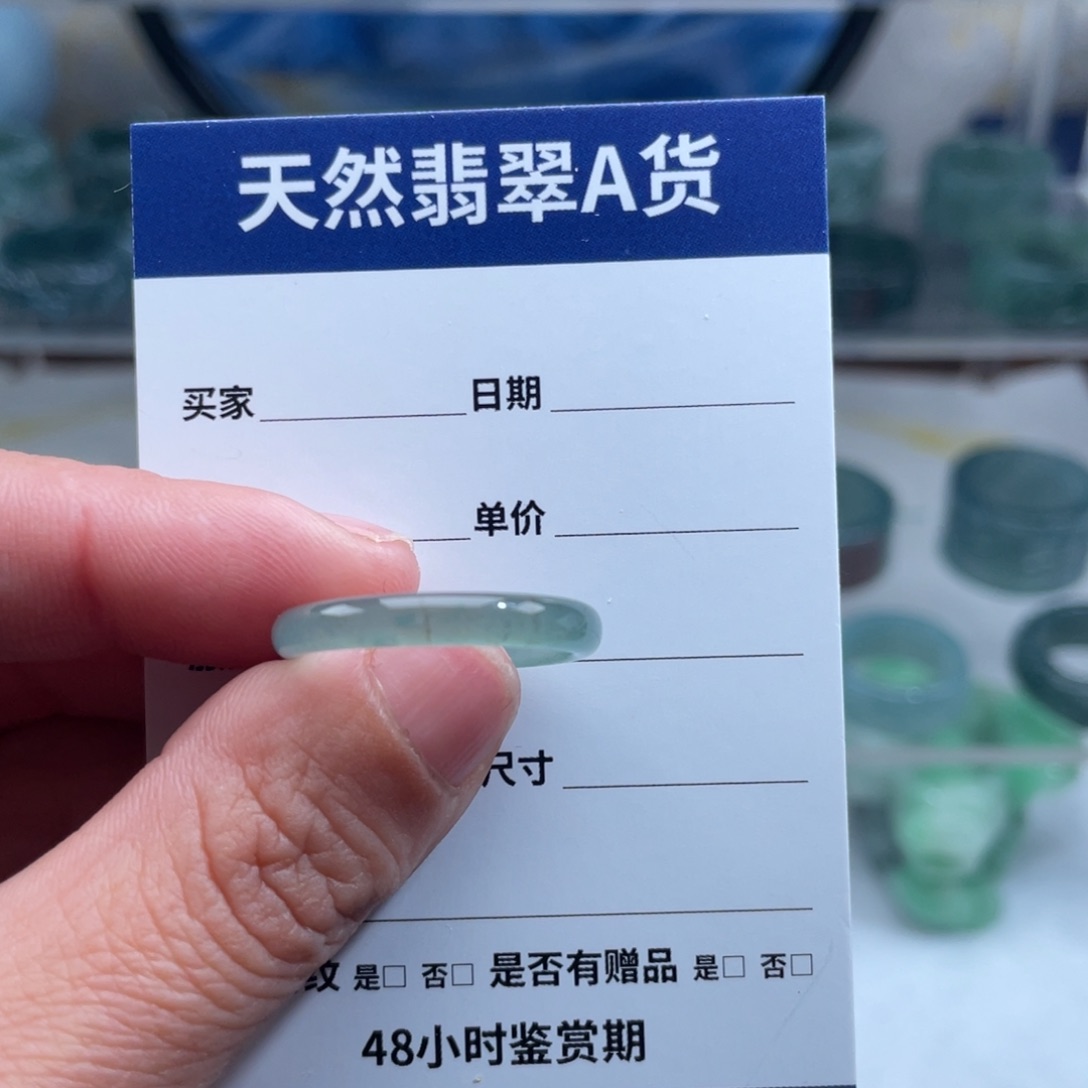 天然翡翠A货
买家 日期
单价
尺寸
纹 是□ 否□ 是否有赠品 是□ 否□
48小时鉴赏期